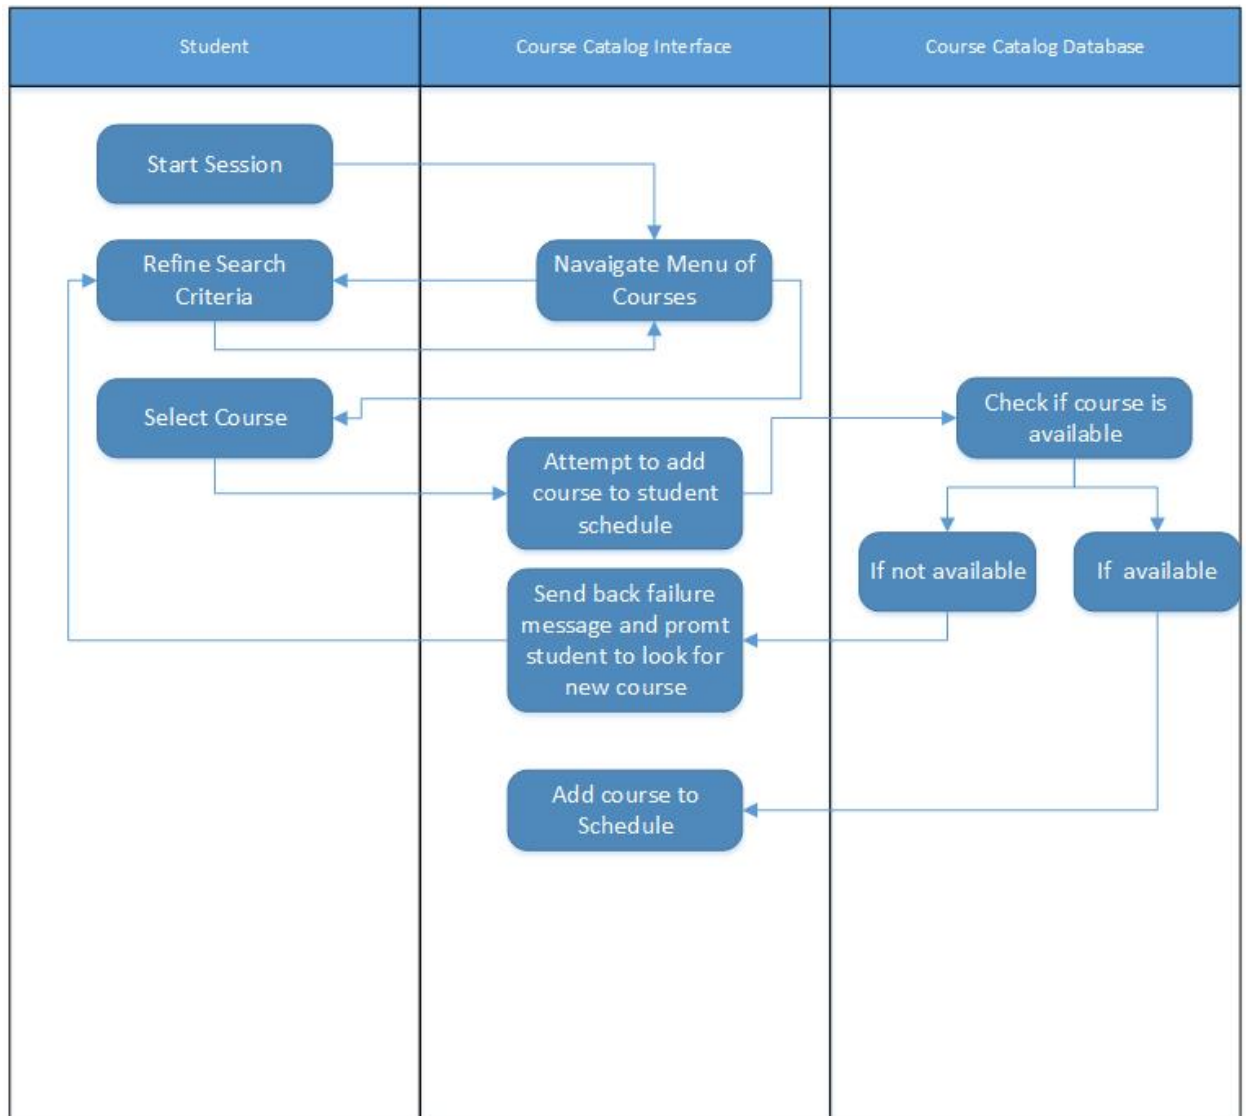 Student
Course Catalog Interface
Course Catalog Database
Start Session
Refine Search
Criteria
Navaigate Menu of
Courses
Select Course
Check if course is
available
Attempt to add
course to student
schedule
If not available
If  available
Send back failure
message and promt
student to look for
new course
Add course to
Schedule